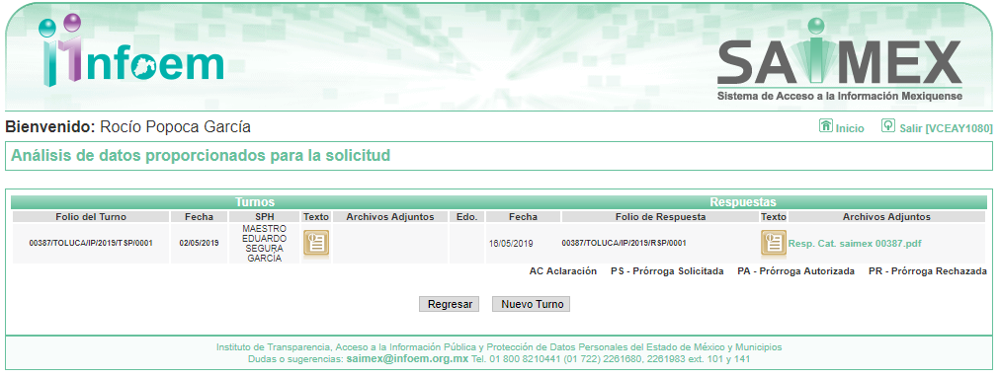 infoem
SAIMEX
Sistema de Acceso a la Información Mexiquense
Bienvenido: Rocío Popoca García
Inicio Salir [VCEAY1080]
Análisis de datos proporcionados para la solicitud
Turnos Respuestas
Folio del Turno Fecha SPH Texto Archivos Adjuntos Edo. Fecha Folio de Respuesta Texto Archivos Adjuntos
00387/TOLUCA/IP/2019/TSP/0001 02/05/2019 MAESTRO EDUARDO SEGURA GARCÍA 16/05/2019 00387/TOLUCA/IP/2019/RSP/0001 Resp. Cat. saimex 00387.pdf
AC Aclaración PS - Prórroga Solicitada PA - Prórroga Autorizada PR - Prórroga Rechazada
Regresar Nuevo Turno
Instituto de Transparencia, Acceso a la Información Pública y Protección de Datos Personales del Estado de México y Municipios
Dudas o sugerencias: saimex@infoem.org.mx Tel. 01 800 8210441 (01 722) 2261680, 2261983 ext. 101 y 141